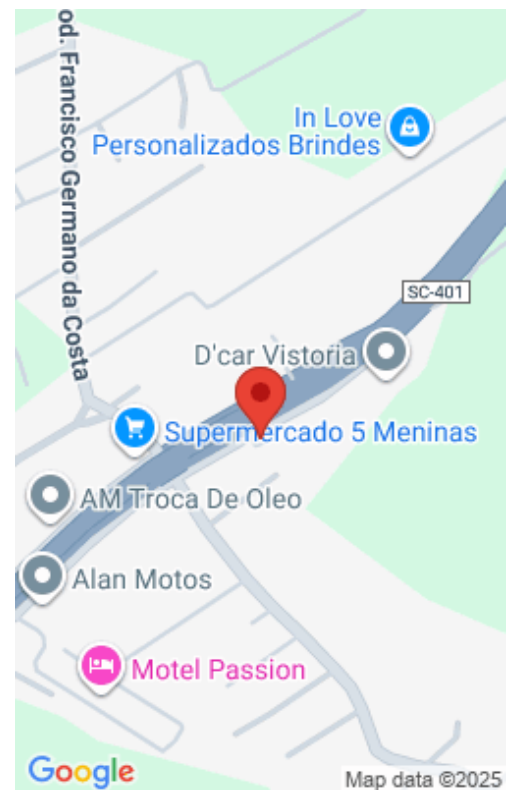 od. Francisco Germano da Costa
In Love
Personalizados Brindes
SC-401
D'car Vistoria
Supermercado 5 Meninas
AM Troca De Oleo
Alan Motos
Motel Passion
Google
Map data ©2025